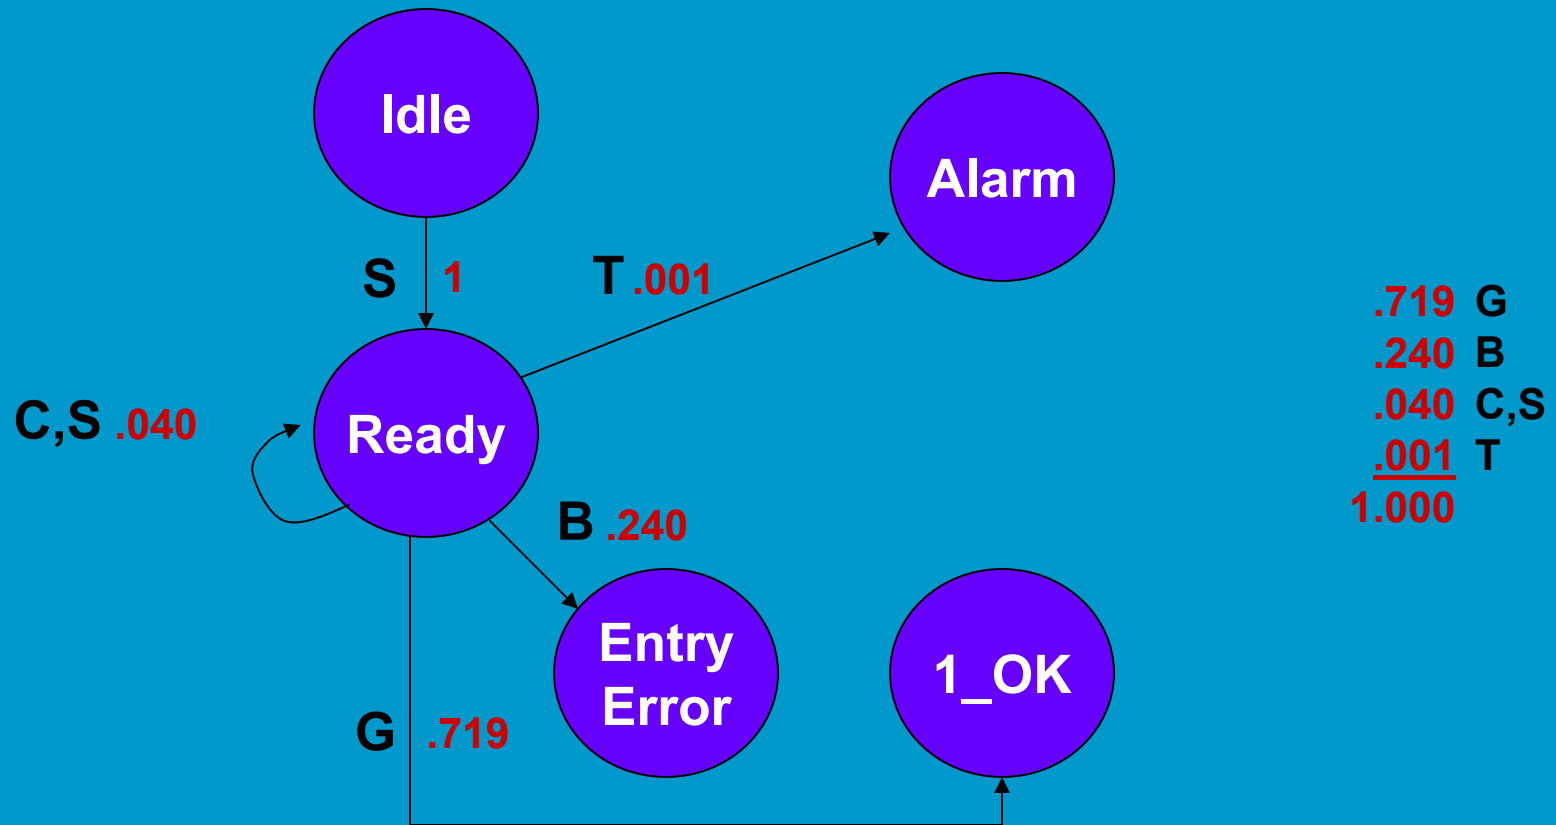 Idle
Alarm
S 1
T .001
.719 G
.240 B
.040 C,S
.001 T
1.000
C,S .040
Ready
B .240
Entry
Error
1_OK
G .719